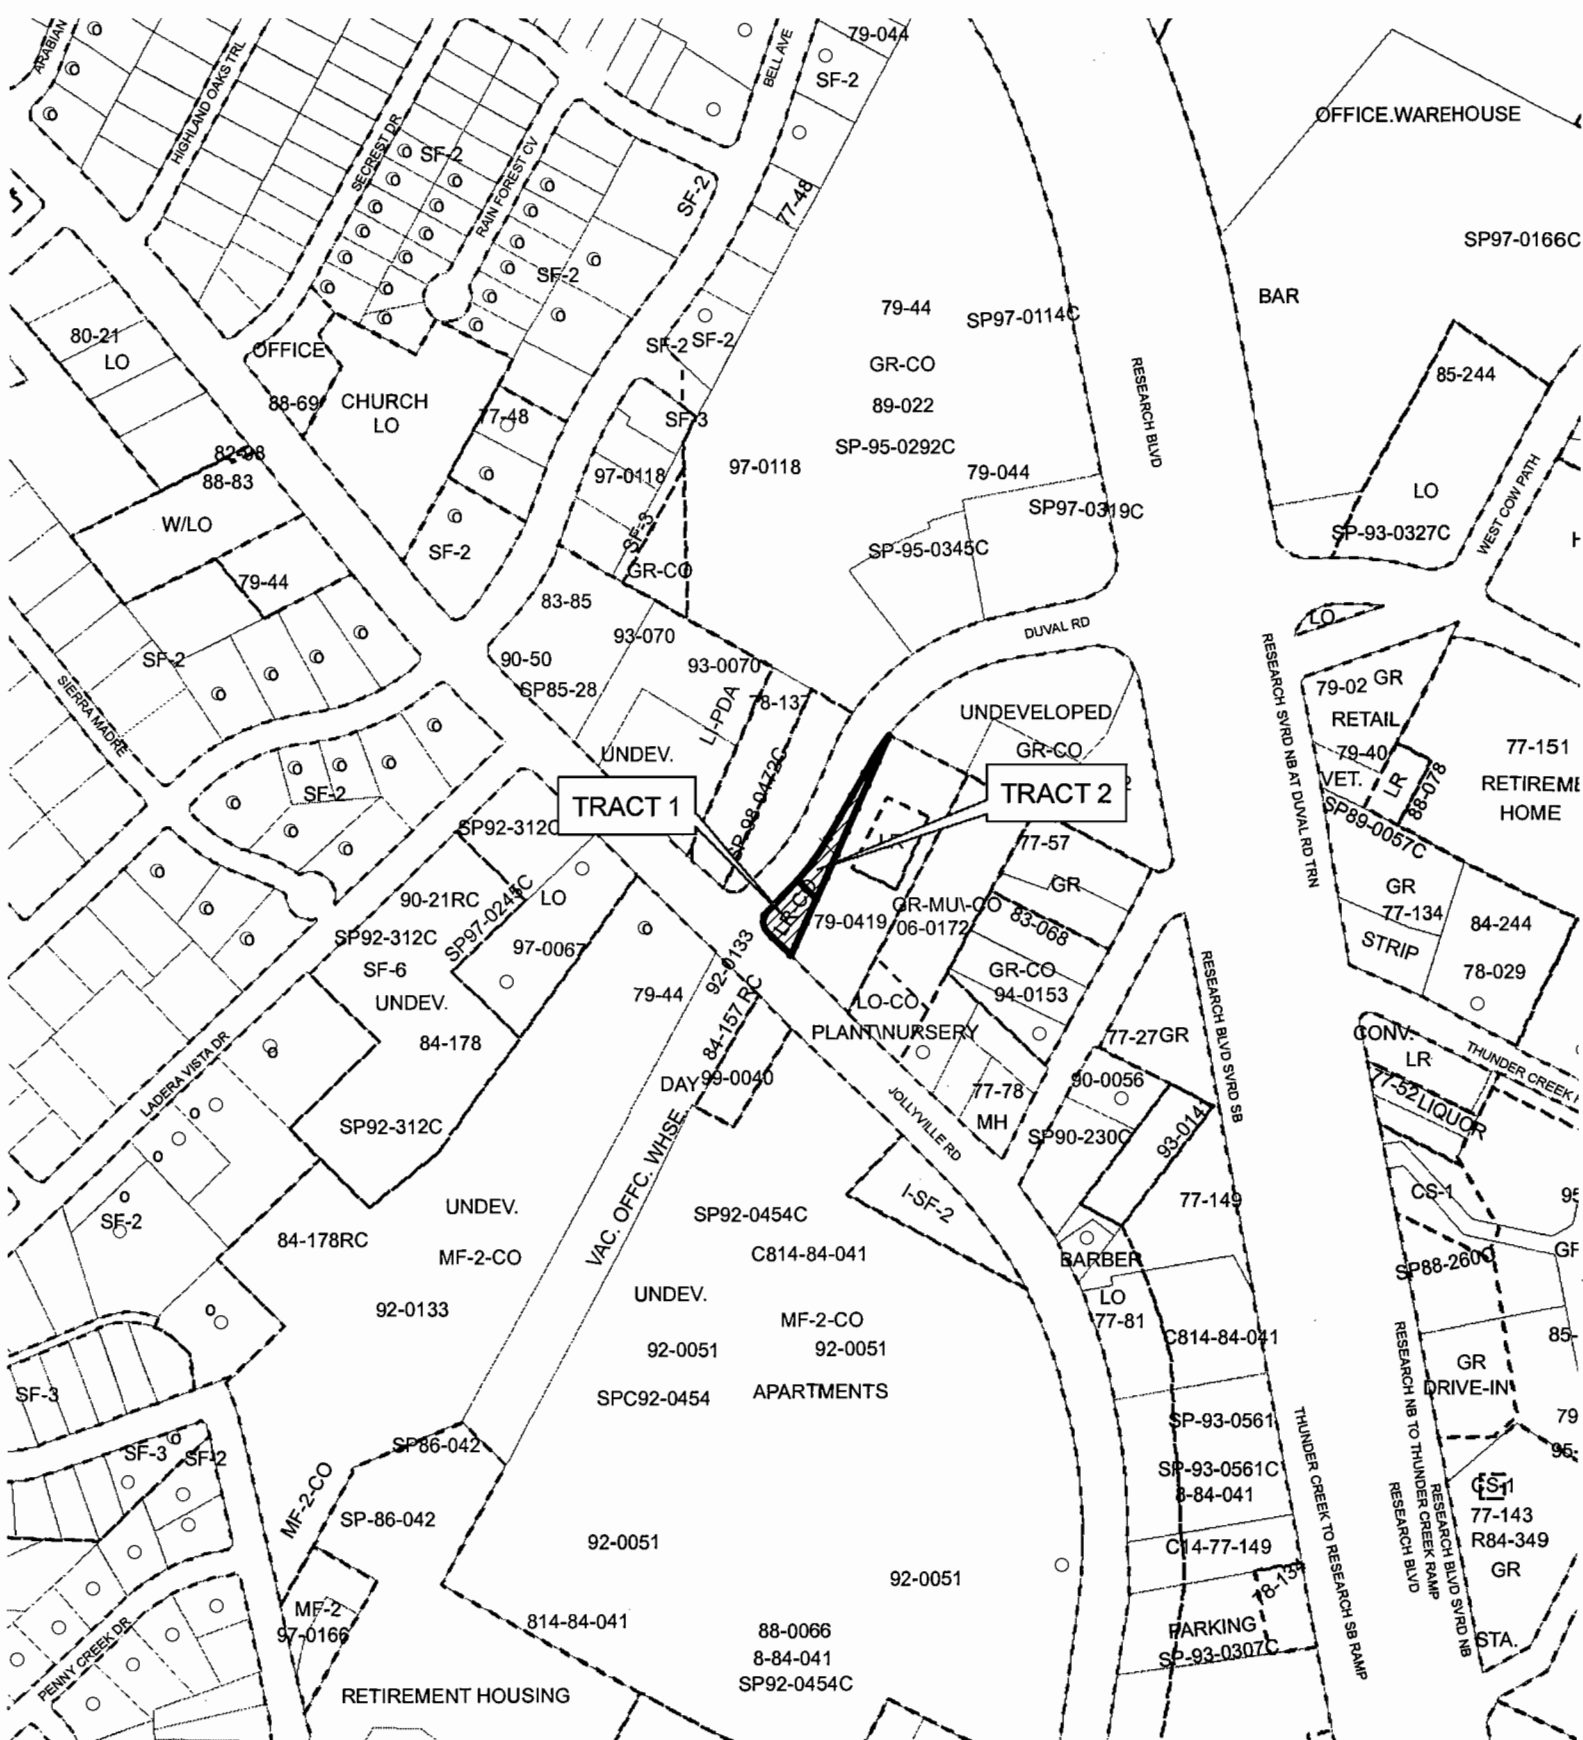 ARABIAN
HIGHLAND OAKS TRL
SECREST DR
SF-2
RAIN FOREST CV
SF-2
SF-2
BELL AVE
79-044
SF-2
77-48
OFFICE.WAREHOUSE
SP97-0166C
BAR
79-44
SP97-0114C
GR-CO
89-022
SP-95-0292C
RESEARCH BLVD
80-21
LO
OFFICE
88-69
CHURCH
LO
77-48
SF-2
SF-2
SF-3
97-0118
97-0118
79-044
SP97-0319C
SP-95-0345C
85-244
LO
SP-93-0327C
WEST COW PATH
88-83
W/LO
79-44
SF-2
SF-2
SF-3
GR-CO
83-85
93-070
90-50
SP85-28
93-0070
78-137
LI-PDA
UNDEV.
SP-98-0472C
DUVAL RD
UNDEVELOPED
GR-CO
LO
79-02
GR
RETAIL
79-40
VET.
LR
88-078
SP89-0057C
77-151
RETIREME
HOME
RESEARCH SVRD NB AT DUVAL RD TRN
SIERRA MADRE
SF-2
TRACT 1
TRACT 2
LR-CO
SP92-312C
LO
90-21RC
SP97-0245C
SP92-312C
97-0067
SF-6
UNDEV.
84-178
79-44
92-0133
84-157 RC
79-0419
GR-MU\-CO
06-0172
77-57
GR
83-068
GR-CO
94-0153
LO-CO
PLANT\NURSERY
GR
77-134
STRIP
84-244
78-029
RESEARCH BLVD SVRD SB
77-27GR
90-0056
77-78
MH
SP90-230C
93-0141
CONV.
LR
THUNDER CREEK
77-52
LIQUOR
CS-1
SP88-260C
LADERA VISTA DR
DAY
99-0040
SP92-312C
JOLLYVILLE RD
SF-2
84-178RC
UNDEV.
MF-2-CO
92-0133
VAC. OFFC. WHSE.
SP92-0454C
C814-84-041
UNDEV.
MF-2-CO
92-0051
92-0051
SPC92-0454
APARTMENTS
I-SF-2
77-149
BARBER
LO
77-81
C814-84-041
SP-93-0561
SP-93-0561C
8-84-041
C14-77-149
78-134
PARKING
SP-93-0307C
GR
DRIVE-IN
CS-1
77-143
R84-349
GR
STA.
RESEARCH NB TO THUNDER CREEK RAMP
RESEARCH BLVD
RESEARCH BLVD SVRD NB
THUNDER CREEK TO RESEARCH SB RAMP
SF-3
SF-3
SF-2
SP86-042
MF-2-CO
SP-86-042
92-0051
92-0051
MF-2
97-0166
814-84-041
88-0066
8-84-041
SP92-0454C
PENNY CREEK DR
RETIREMENT HOUSING